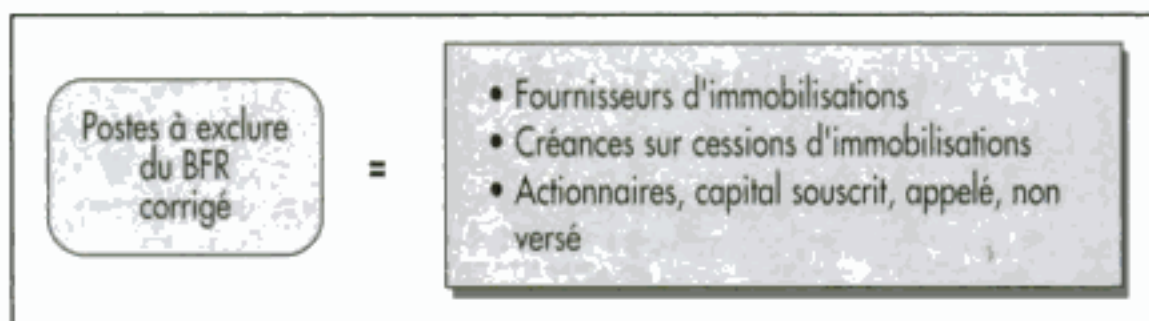 Postes à exclure
du BFR
corrigé
=
• Fournisseurs d'immobilisations
• Créances sur cessions d'immobilisations
• Actionnaires, capital souscrit, appelé, non
versé